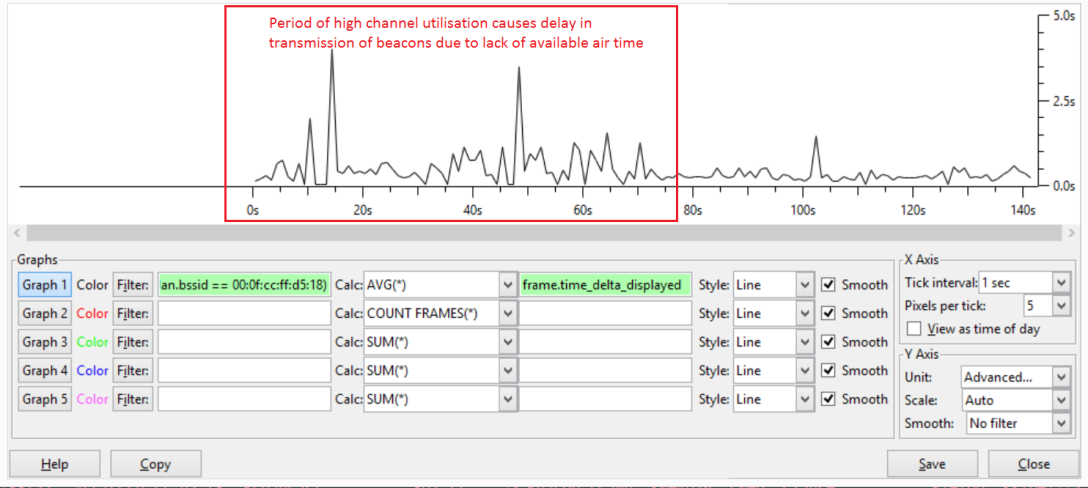 Period of high channel utilisation causes delay in
transmission of beacons due to lack of available air time
5.0s
2.5s
0.0s
0s 20s 40s 60s 80s 100s 120s 140s
Graphs
Graph 1 Color Filter: an.bssid == 00:0f:cc:ff:d5:18) Calc: AVG(*) frame.time_delta_displayed Style: Line Smooth
Graph 2 Color Filter: Calc: COUNT FRAMES(*) Style: Line Smooth
Graph 3 Color Filter: Calc: SUM(*) Style: Line Smooth
Graph 4 Color Filter: Calc: SUM(*) Style: Line Smooth
Graph 5 Color Filter: Calc: SUM(*) Style: Line Smooth
X Axis
Tick interval: 1 sec
Pixels per tick: 5
View as time of day
Y Axis
Unit: Advanced...
Scale: Auto
Smooth: No filter
Help Copy Save Close